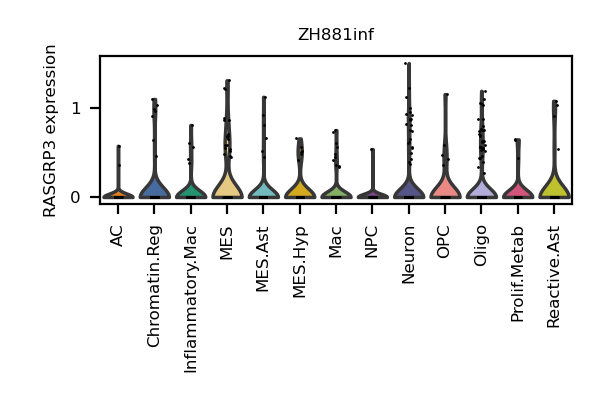 ZH881inf
RASGRP3 expression
1
0
AC
Chromatin.Reg
Inflammatory.Mac
MES
MES.Ast
MES.Hyp
Mac
NPC
Neuron
OPC
Oligo
Prolif.Metab
Reactive.Ast